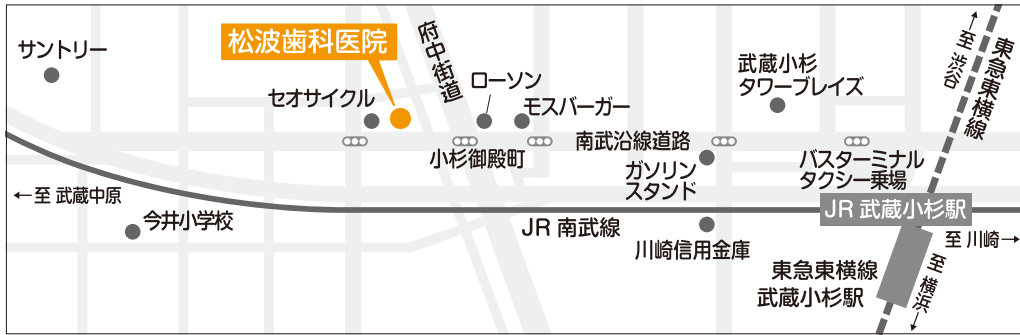 サントリー
松波歯科医院
セオサイクル
府中街道
ローソン
モスバーガー
武蔵小杉
タワーブレイズ
←至 渋谷
東急東横線
小杉御殿町
南武沿線道路
ガソリン
スタンド
バスターミナル
タクシー乗場
←至 武蔵中原
今井小学校
JR 南武線
川崎信用金庫
JR 武蔵小杉駅
至 川崎→
東急東横線
武蔵小杉駅
至 横浜→